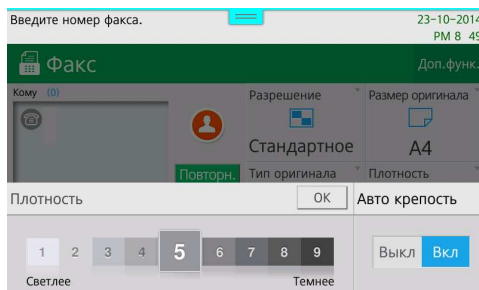 Введите номер факса.
23-10-2014
PM 8 49
Факс
Доп.функ.
Кому (0)
Разрешение
Размер оригинала
Стандартное
A4
Повторн.
Тип оригинала
Плотность
Плотность
OK
Авто крепость
1 2 3 4 5 6 7 8 9
Выкл Вкл
Светлее Темнее